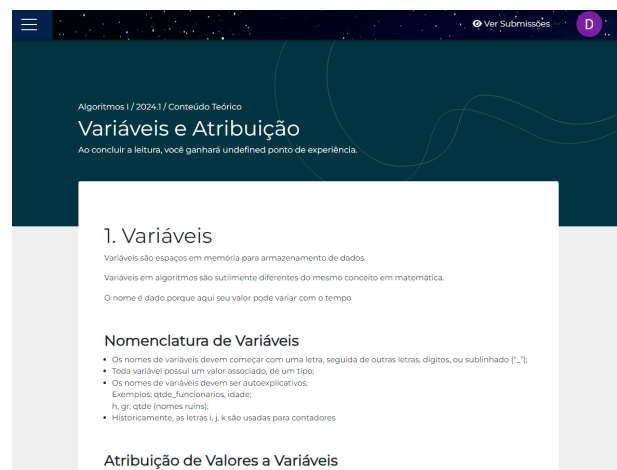 Ver Submissões
D
Algoritmos I / 2024.1 / Conteúdo Teórico
Variáveis e Atribuição
Ao concluir a leitura, você ganhará undefined ponto de experiência.
1. Variáveis
Variáveis são espaços em memória para armazenamento de dados.
Variáveis em algoritmos são sutilmente diferentes do mesmo conceito em matemática.
O nome é dado porque aqui seu valor pode variar com o tempo
Nomenclatura de Variáveis
• Os nomes de variáveis devem começar com uma letra, seguida de outras letras, dígitos, ou sublinhado ("_");
• Toda variável possui um valor associado, de um tipo;
• Os nomes de variáveis devem ser autoexplicativos;
Exemplos: qtde_funcionarios, idade;
h, gr, qtde (nomes ruins);
• Historicamente, as letras i, j, k são usadas para contadores
Atribuição de Valores a Variáveis